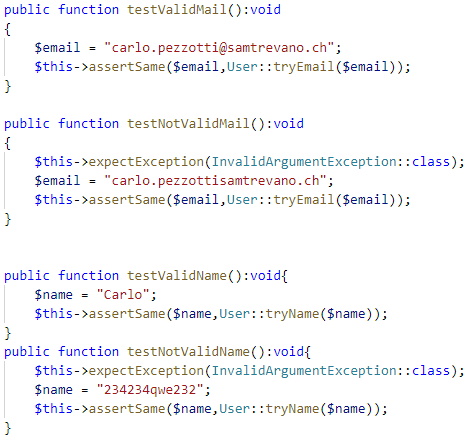 public function testValidMail():void
{
$email = "carlo.pezzotti@samtrevano.ch";
$this->assertSame($email,User::tryEmail($email));
}
public function testNotValidMail():void
{
$this->expectException(InvalidArgumentException::class);
$email = "carlo.pezzottisamtrevano.ch";
$this->assertSame($email,User::tryEmail($email));
}
public function testValidName():void{
$name = "Carlo";
$this->assertSame($name,User::tryName($name));
}
public function testNotValidName():void{
$this->expectException(InvalidArgumentException::class);
$name = "234234qwe232";
$this->assertSame($name,User::tryName($name));
}